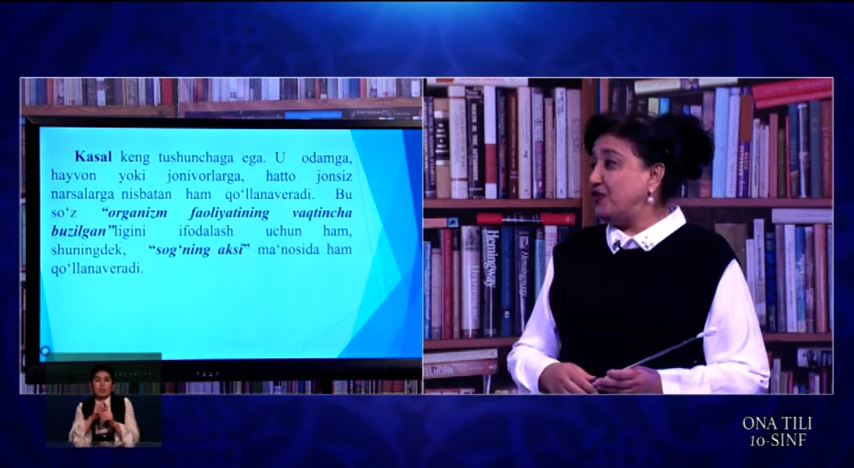 Kasal keng tushunchaga ega. U odamga,
hayvon yoki jonivorlarga, hatto jonsiz
narsalarga nisbatan ham qo‘llanaveradi. Bu
so‘z “organizm faoliyatining vaqtincha
buzilgan”ligini ifodalash uchun ham,
shuningdek, “sog‘ning aksi” ma’nosida ham
qo‘llanaveradi.
Hemingway
ONA TILI
10-SINF